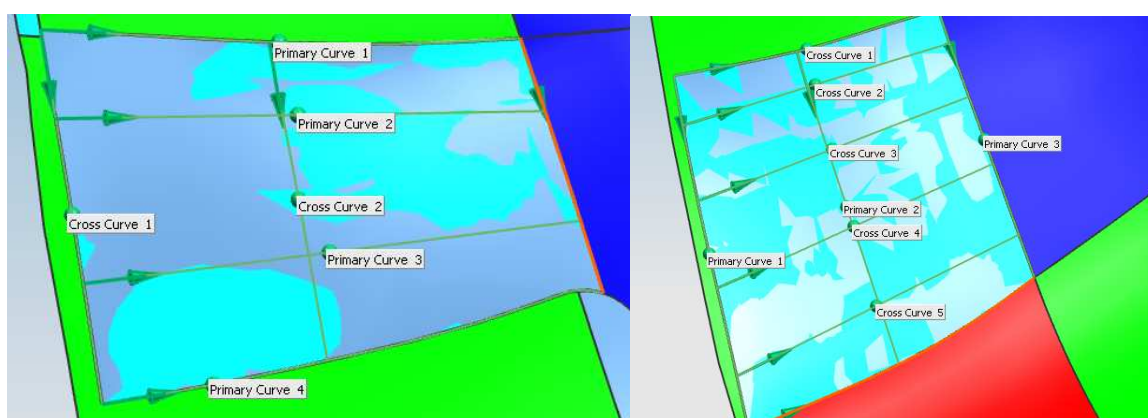 Primary Curve 1
Primary Curve 2
Cross Curve 2
Cross Curve 1
Primary Curve 3
Primary Curve 4
Cross Curve 1
Cross Curve 2
Primary Curve 3
Cross Curve 3
Primary Curve 2
Cross Curve 4
Primary Curve 1
Cross Curve 5